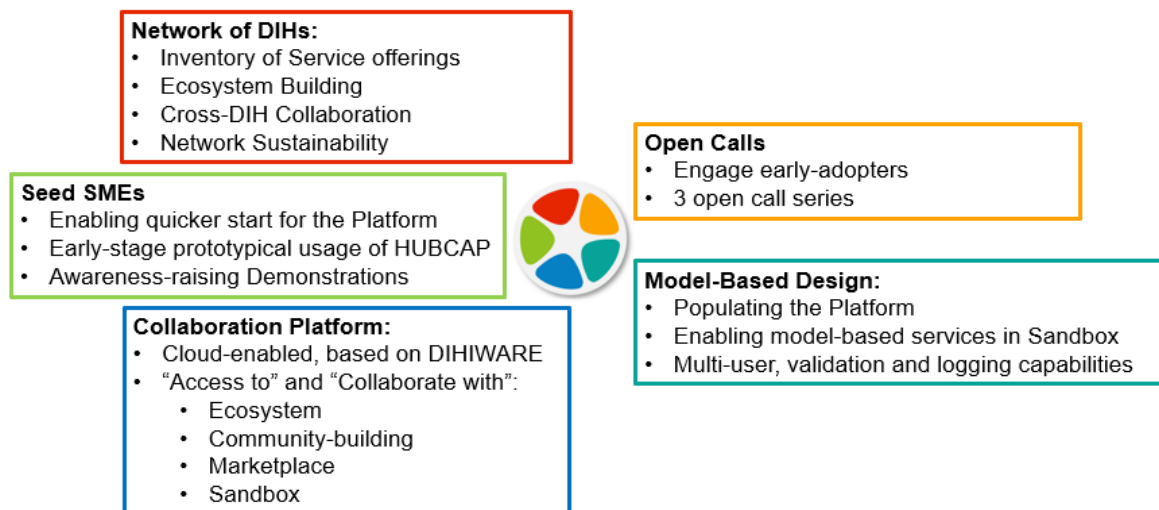 Network of DIHs:
• Inventory of Service offerings
• Ecosystem Building
• Cross-DIH Collaboration
• Network Sustainability
Open Calls
• Engage early-adopters
• 3 open call series
Seed SMEs
• Enabling quicker start for the Platform
• Early-stage prototypical usage of HUBCAP
• Awareness-raising Demonstrations
Model-Based Design:
• Populating the Platform
• Enabling model-based services in Sandbox
• Multi-user, validation and logging capabilities
Collaboration Platform:
• Cloud-enabled, based on DIHIWARE
• “Access to” and “Collaborate with”:
• Ecosystem
• Community-building
• Marketplace
• Sandbox